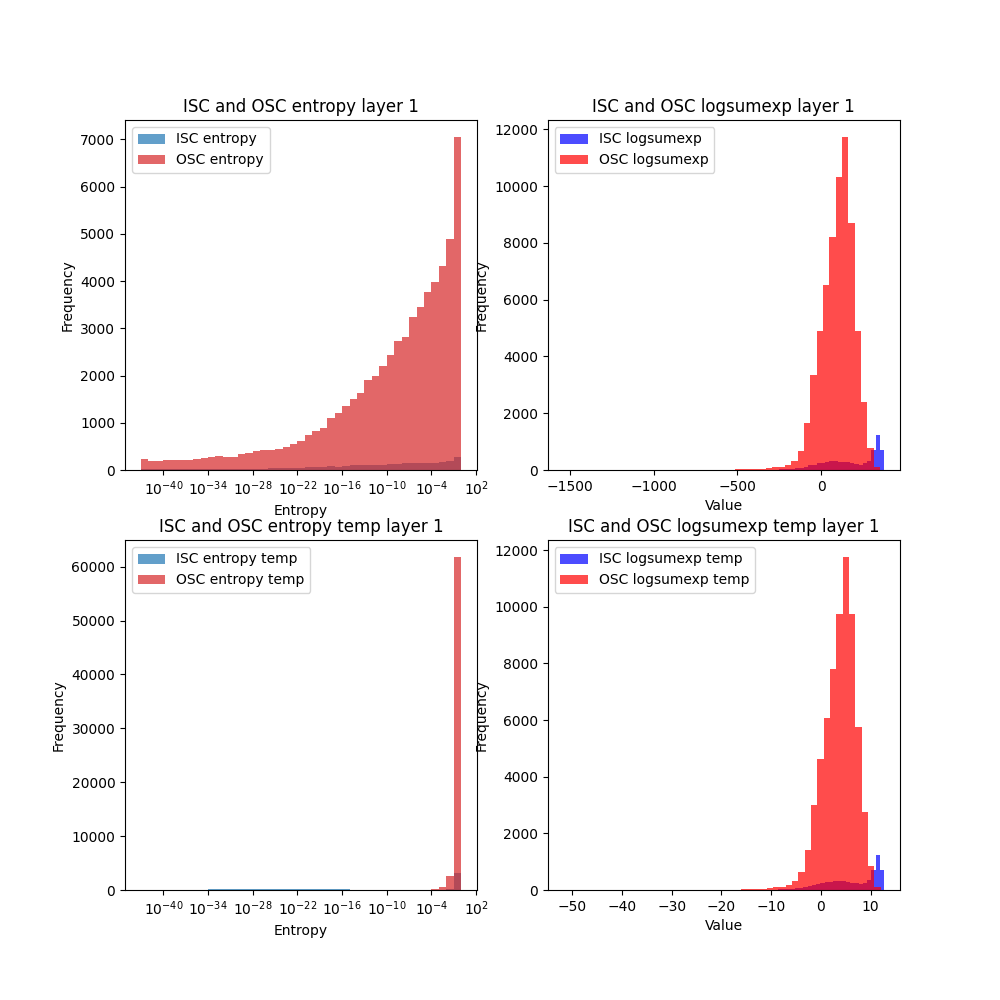 ISC and OSC entropy layer 1
ISC entropy
OSC entropy
7000
6000
5000
4000
3000
2000
1000
0
Frequency
10^-40 10^-34 10^-28 10^-22 10^-16 10^-10 10^-4 10^2
Entropy
ISC and OSC logsumexp layer 1
ISC logsumexp
OSC logsumexp
12000
10000
8000
6000
4000
2000
0
Frequency
−1500 −1000 −500 0
Value
ISC and OSC entropy temp layer 1
ISC entropy temp
OSC entropy temp
60000
50000
40000
30000
20000
10000
0
Frequency
10^-40 10^-34 10^-28 10^-22 10^-16 10^-10 10^-4 10^2
Entropy
ISC and OSC logsumexp temp layer 1
ISC logsumexp temp
OSC logsumexp temp
12000
10000
8000
6000
4000
2000
0
Frequency
−50 −40 −30 −20 −10 0 10
Value